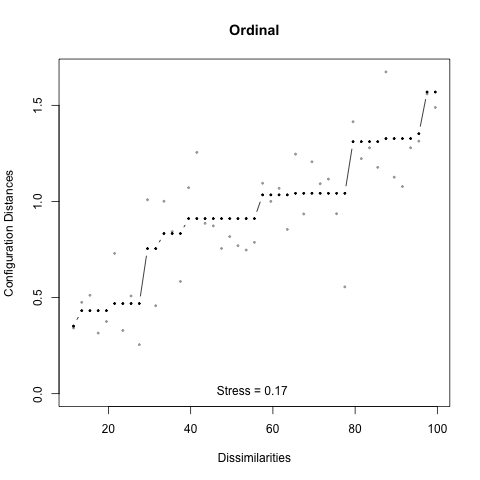 Ordinal
Configuration Distances
1.5
1.0
0.5
0.0
Stress = 0.17
20 40 60 80 100
Dissimilarities